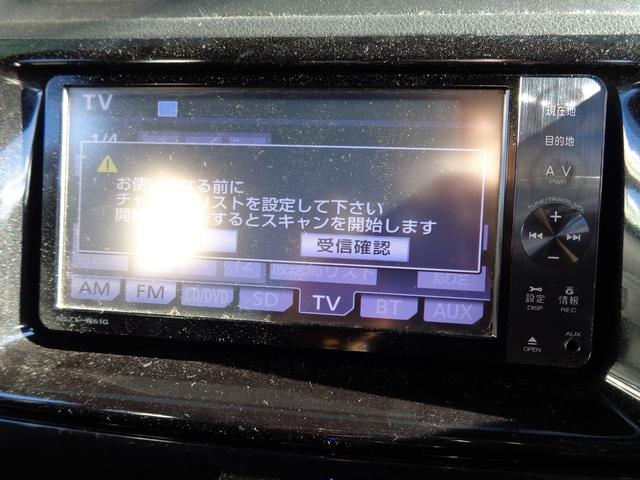 TV
現在地
1/4
目的地
お使 る前に
A V
PWR
チャ リストを設定して下さい
TUNE/TRACK
開始 するとスキャンを開始します
受信確認
12 放送局リスト
設定
AM FM CD/DVD SD TV BT AUX
設定
DISP
情報
REC
W61G
OPEN
AUX